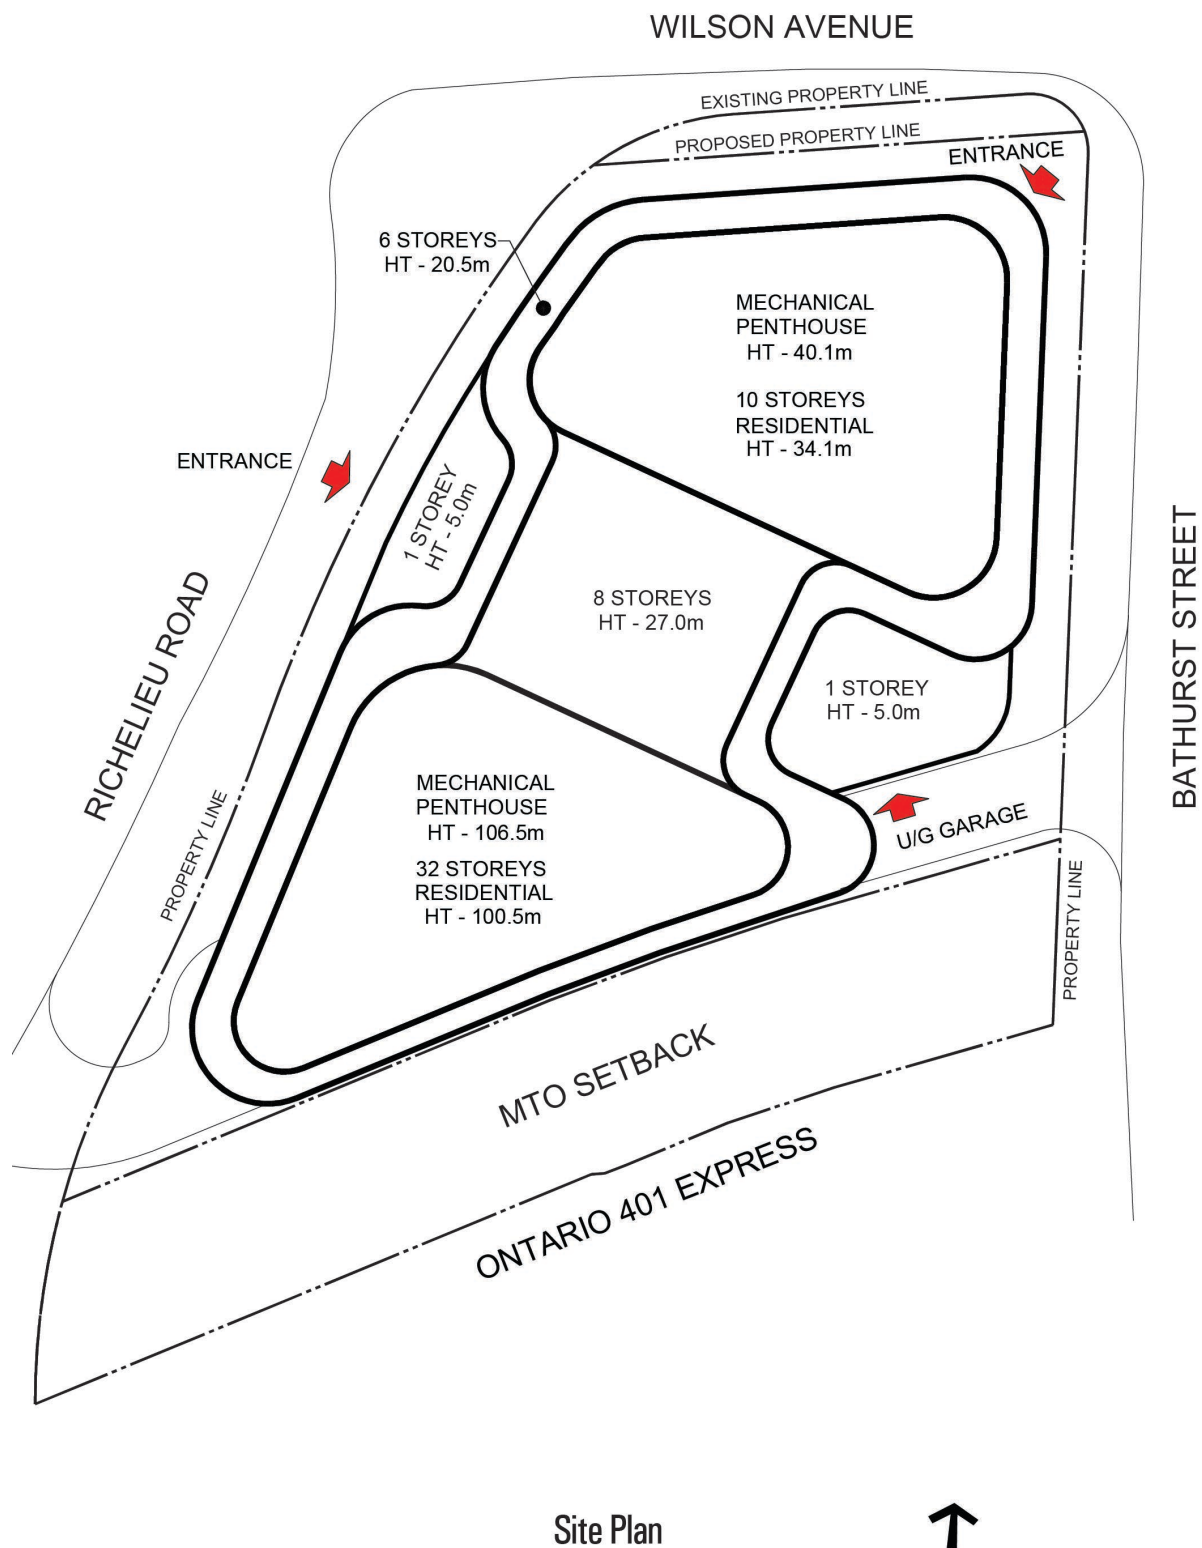 WILSON AVENUE
EXISTING PROPERTY LINE
PROPOSED PROPERTY LINE
ENTRANCE
6 STOREYS
HT - 20.5m
MECHANICAL
PENTHOUSE
HT - 40.1m
10 STOREYS
RESIDENTIAL
HT - 34.1m
ENTRANCE
1 STOREY
HT - 5.0m
8 STOREYS
HT - 27.0m
RICHELIEU ROAD
BATHURST STREET
1 STOREY
HT - 5.0m
MECHANICAL
PENTHOUSE
HT - 106.5m
32 STOREYS
RESIDENTIAL
HT - 100.5m
U/G GARAGE
PROPERTY LINE
PROPERTY LINE
MTO SETBACK
ONTARIO 401 EXPRESS
Site Plan